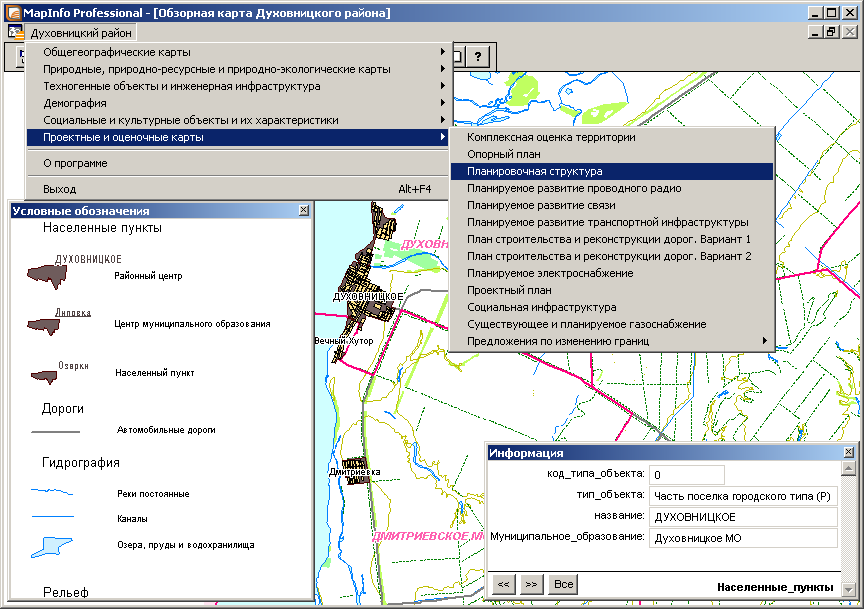 MapInfo Professional - [Обзорная карта Духовницкого района]
Духовницкий район
?
Общегеографические карты
Природные, природно-ресурсные и природно-экологические карты
Техногенные объекты и инженерная инфраструктура
Демография
Социальные и культурные объекты и их характеристики
Проектные и оценочные карты
О программе
Выход Alt+F4
Комплексная оценка территории
Опорный план
Планировочная структура
Планируемое развитие проводного радио
Планируемое развитие связи
Планируемое развитие транспортной инфраструктуры
План строительства и реконструкции дорог. Вариант 1
План строительства и реконструкции дорог. Вариант 2
Планируемое электроснабжение
Проектный план
Социальная инфраструктура
Существующее и планируемое газоснабжение
Предложения по изменению границ
Условные обозначения
Населенные пункты
ДУХОВНИЦКОЕ
Районный центр
Липовка
Центр муниципального образования
Озерки
Населенный пункт
Дороги
Автомобильные дороги
Гидрография
Реки постоянные
Каналы
Озера, пруды и водохранилища
Рельеф
ДУХОВН
ДУХОВНИЦКОЕ
Вечный Хутор
Дмитриевка
ДМИТРИЕВСКОЕ МО
Информация
код_типа_объекта: 0
тип_объекта: Часть поселка городского типа (Р)
название: ДУХОВНИЦКОЕ
Муниципальное_образование: Духовницкое МО
<< >> Все
Населенные_пункты